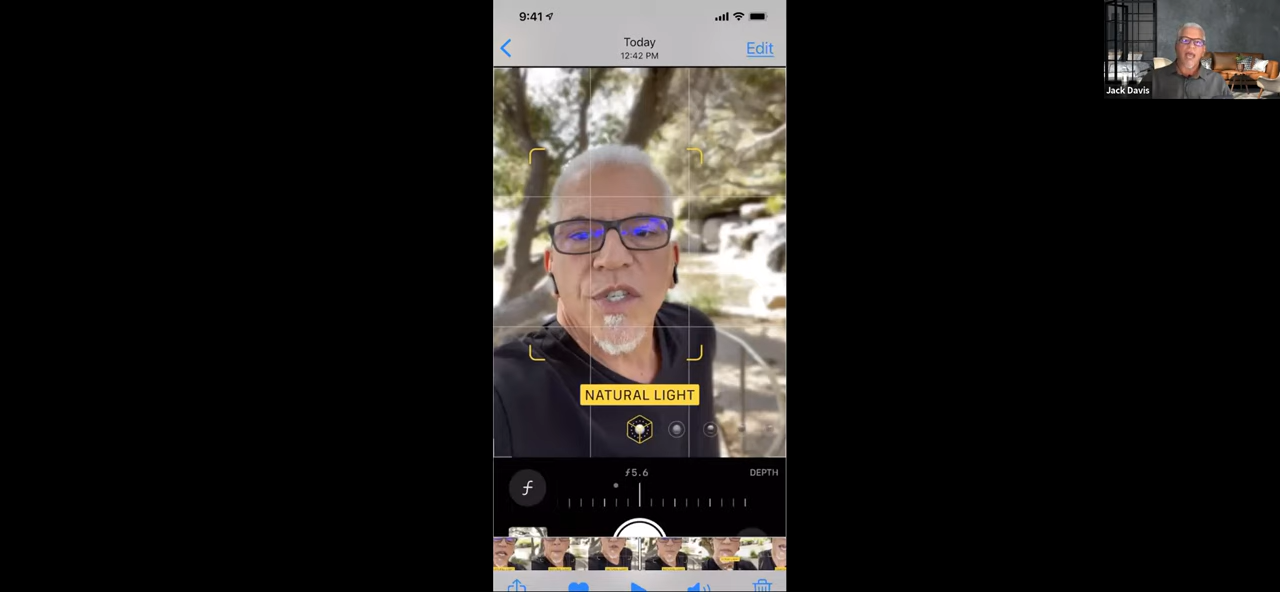 9:41
Today
12:42 PM
Edit
Jack Davis
NATURAL LIGHT
ƒ5.6
DEPTH
ƒ